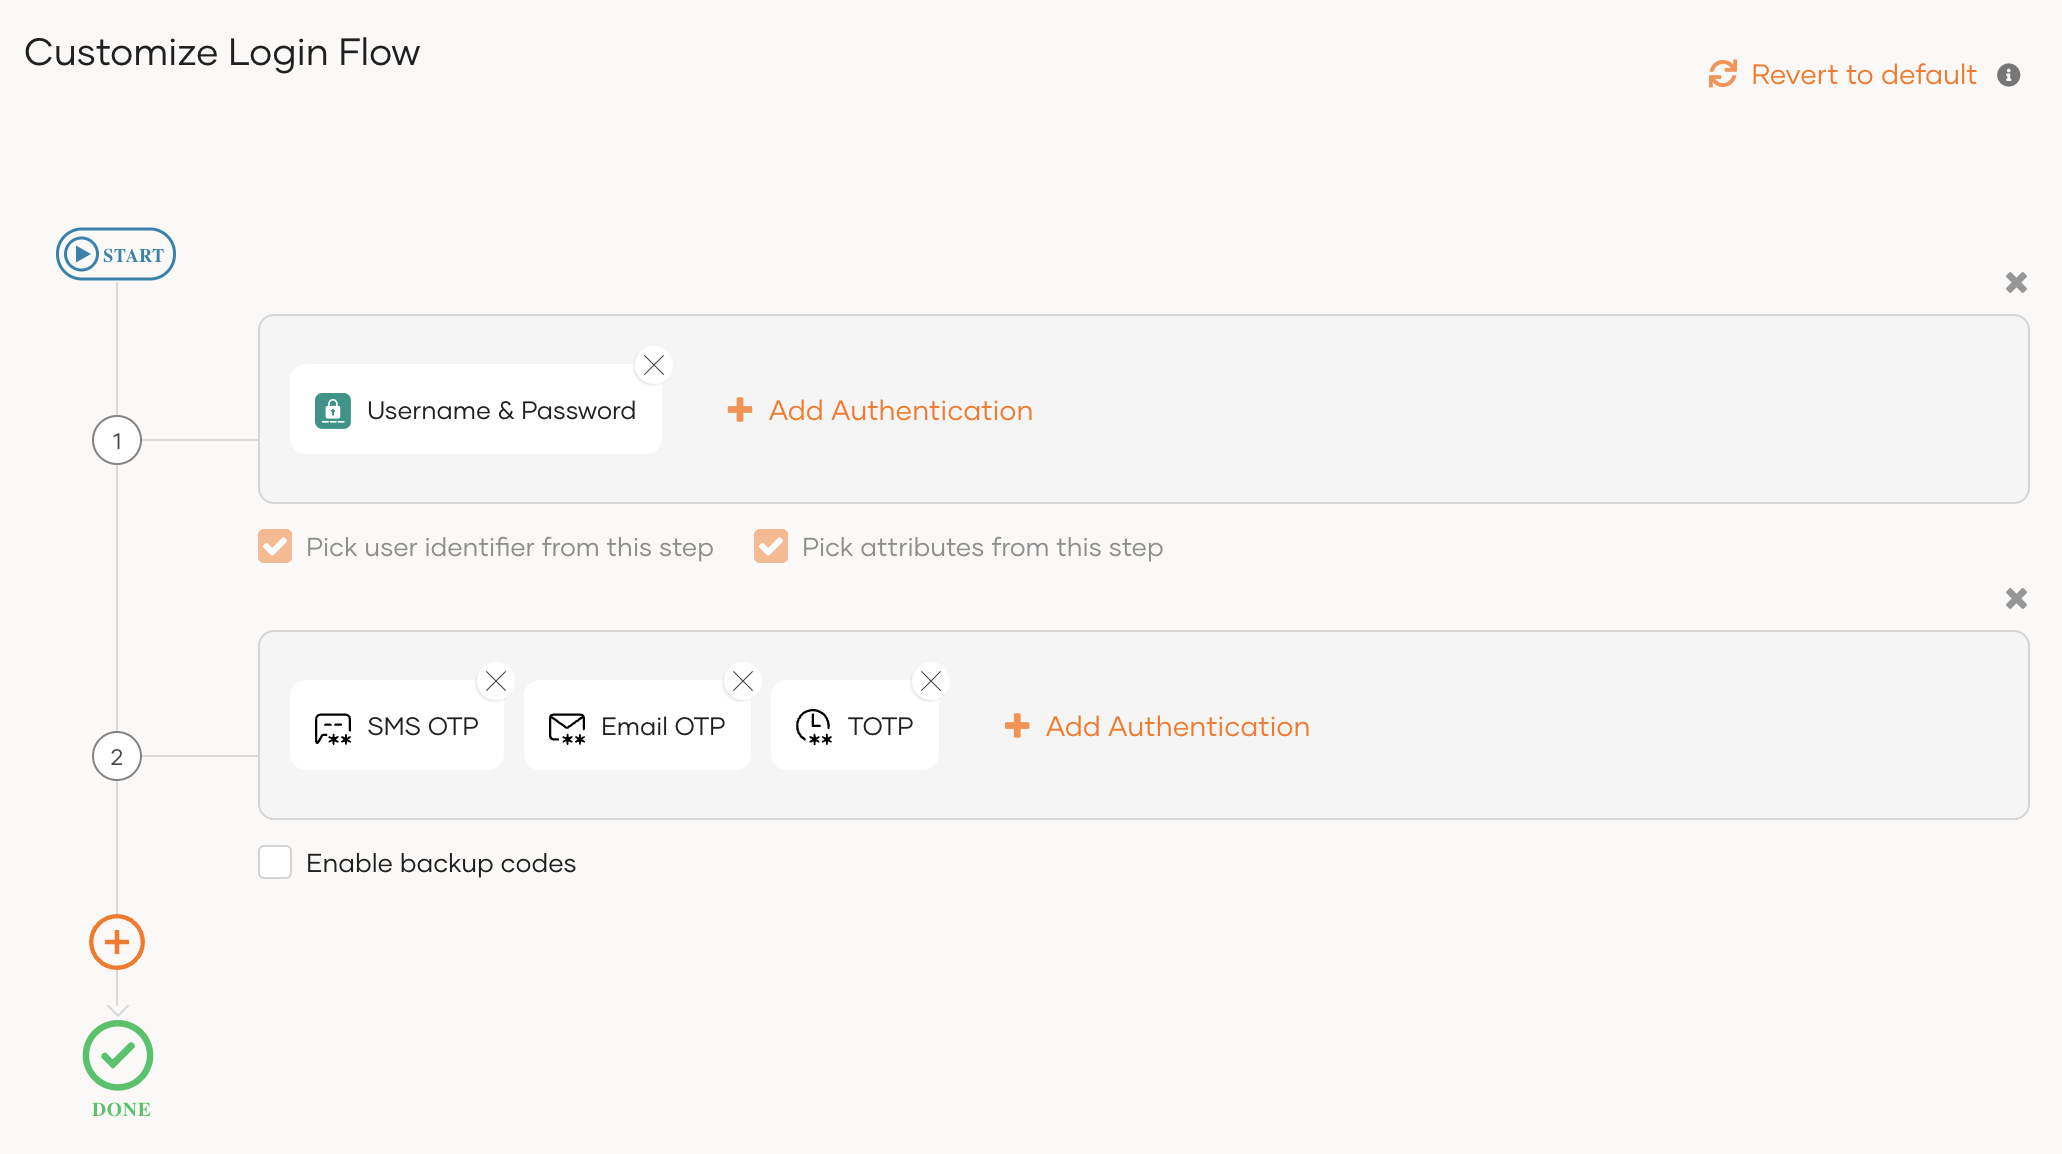 Customize Login Flow
Revert to default
START
1
Username & Password
Add Authentication
Pick user identifier from this step
Pick attributes from this step
2
SMS OTP
Email OTP
TOTP
Add Authentication
Enable backup codes
DONE